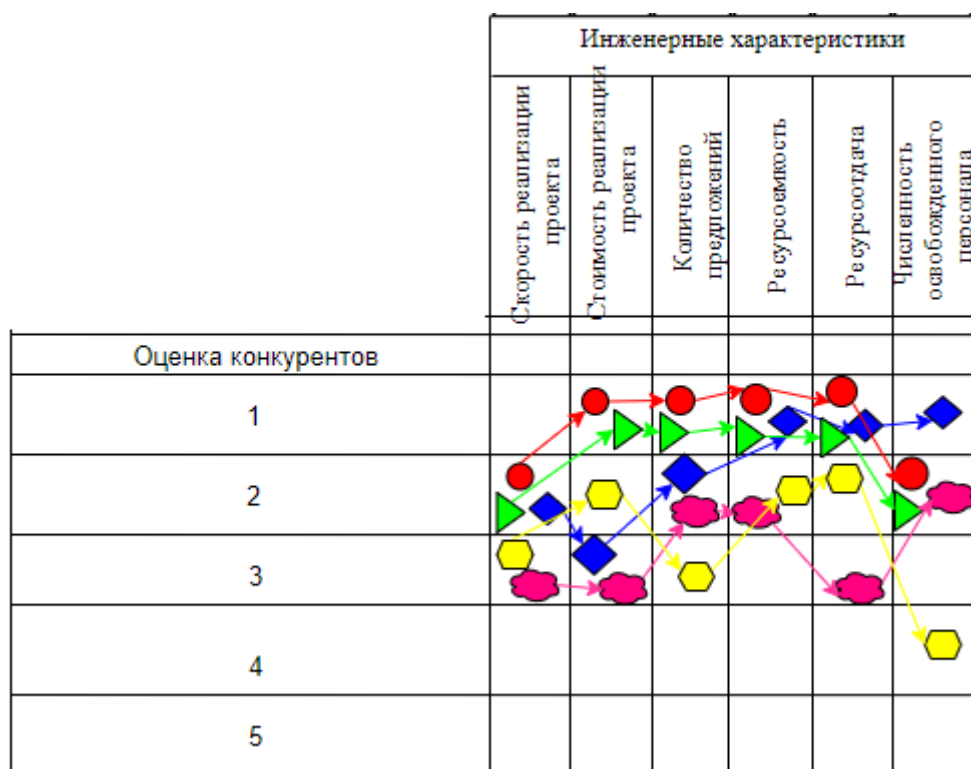 Инженерные характеристики
Скорость реализации
проекта
Стоимость реализации
проекта
Количество
предложений
Ресурсоемкость
Ресурсоотдача
Численность
освобожденного
персонала
Оценка конкурентов
1
2
3
4
5